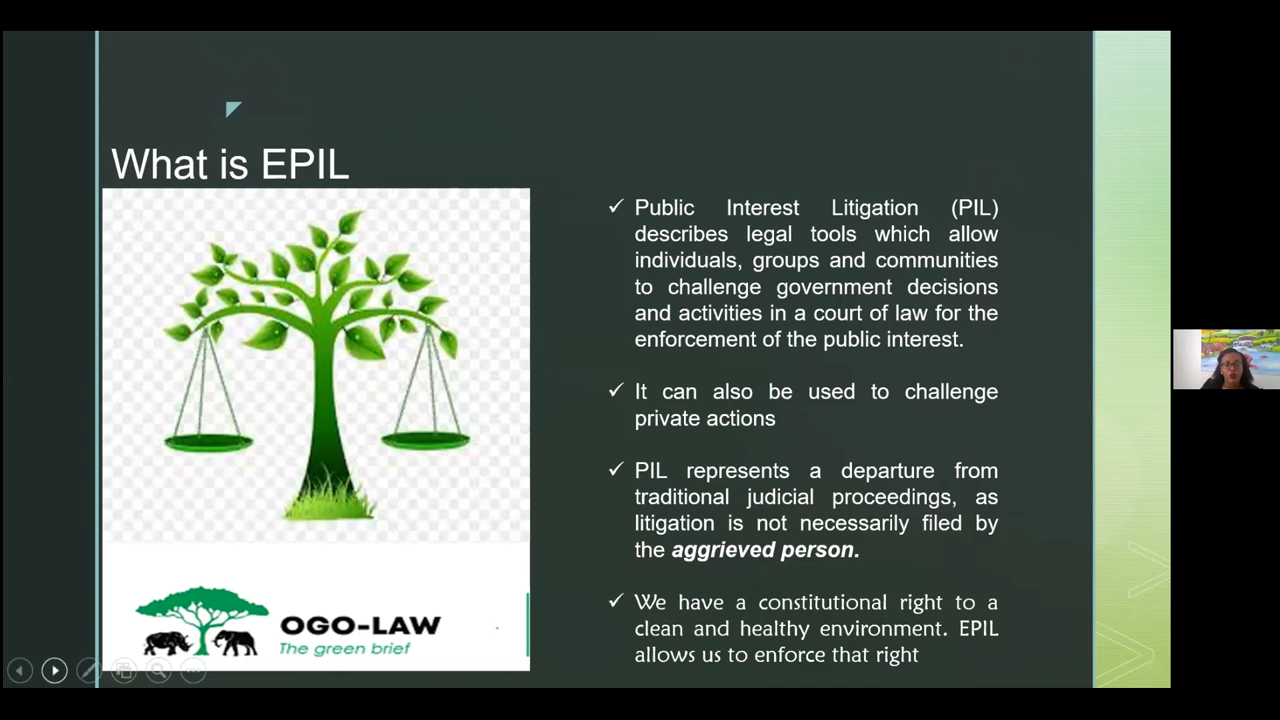 What is EPIL
Public Interest Litigation (PIL)
describes legal tools which allow
individuals, groups and communities
to challenge government decisions
and activities in a court of law for the
enforcement of the public interest.
It can also be used to challenge
private actions
PIL represents a departure from
traditional judicial proceedings, as
litigation is not necessarily filed by
the aggrieved person.
We have a constitutional right to a
clean and healthy environment. EPIL
allows us to enforce that right
OGO-LAW
The green brief